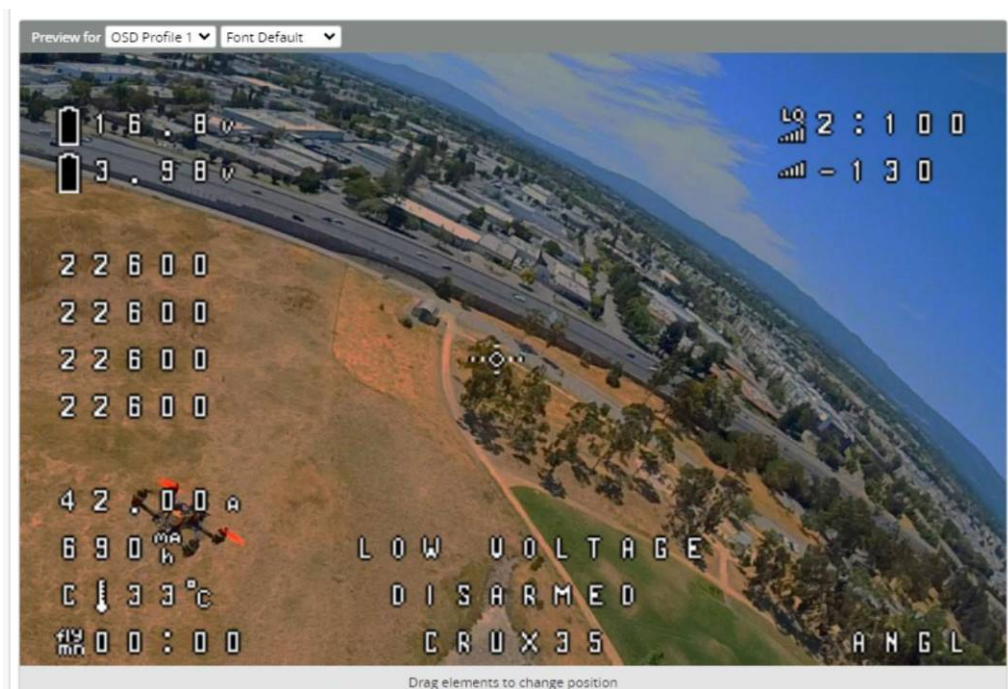 Preview for OSD Profile 1 Font Default
16.8v
LQ 2:100
3.98v
-130
22600
22600
22600
22600
42.00A
690mAh
LOW VOLTAGE
C 33°C
DISARMED
fly mn 00:00
CRUX35
ANGL
Drag elements to change position